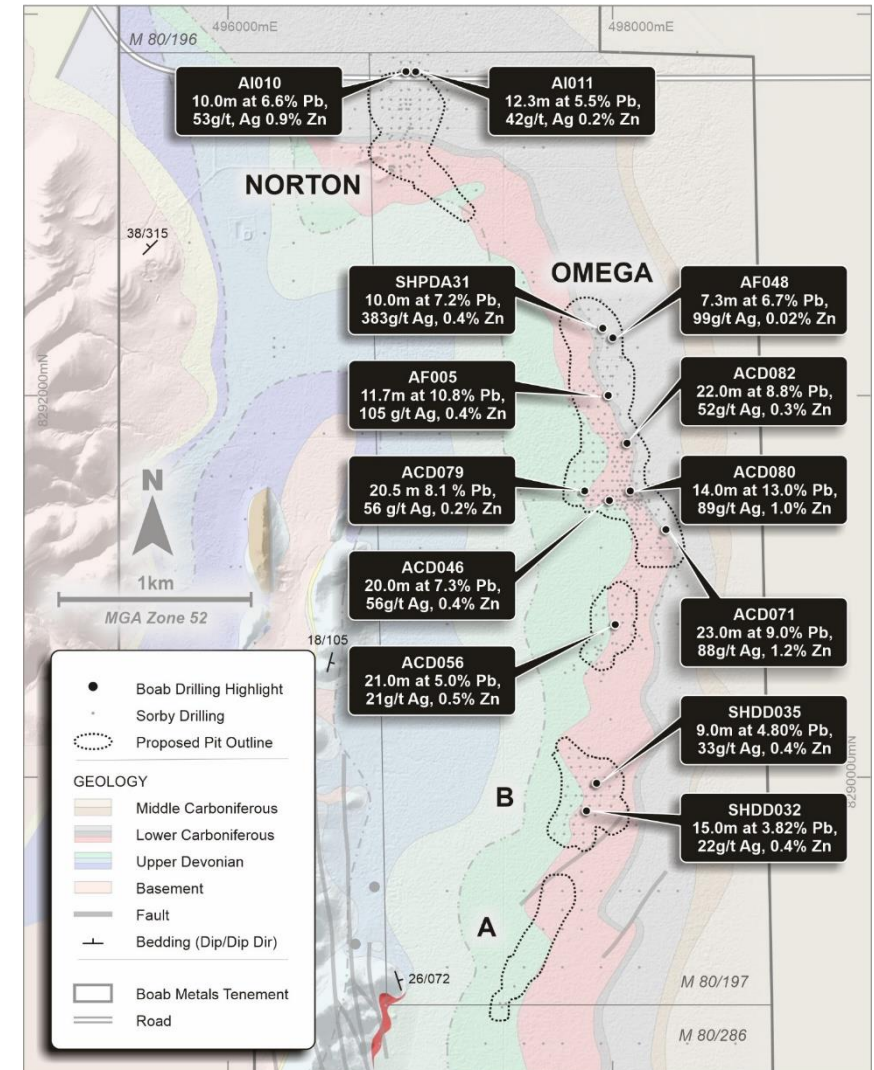 496000mE
498000mE
M 80/196
AI010
10.0m at 6.6% Pb,
53g/t, Ag 0.9% Zn
AI011
12.3m at 5.5% Pb,
42g/t, Ag 0.2% Zn
NORTON
38/315
OMEGA
SHPDA31
10.0m at 7.2% Pb,
383g/t Ag, 0.4% Zn
AF048
7.3m at 6.7% Pb,
99g/t Ag, 0.02% Zn
AF005
11.7m at 10.8% Pb,
105 g/t Ag, 0.4% Zn
ACD082
22.0m at 8.8% Pb,
52g/t Ag, 0.3% Zn
8292000mN
ACD079
20.5 m 8.1 % Pb,
56 g/t Ag, 0.2% Zn
ACD080
14.0m at 13.0% Pb,
89g/t Ag, 1.0% Zn
N
1km
MGA Zone 52
ACD046
20.0m at 7.3% Pb,
56g/t Ag, 0.4% Zn
ACD071
23.0m at 9.0% Pb,
88g/t Ag, 1.2% Zn
18/105
ACD056
21.0m at 5.0% Pb,
21g/t Ag, 0.5% Zn
SHDD035
9.0m at 4.80% Pb,
33g/t Ag, 0.4% Zn
829000umN
B
SHDD032
15.0m at 3.82% Pb,
22g/t Ag, 0.4% Zn
A
26/072
M 80/197
M 80/286
Boab Drilling Highlight
Sorby Drilling
Proposed Pit Outline
GEOLOGY
Middle Carboniferous
Lower Carboniferous
Upper Devonian
Basement
Fault
Bedding (Dip/Dip Dir)
Boab Metals Tenement
Road